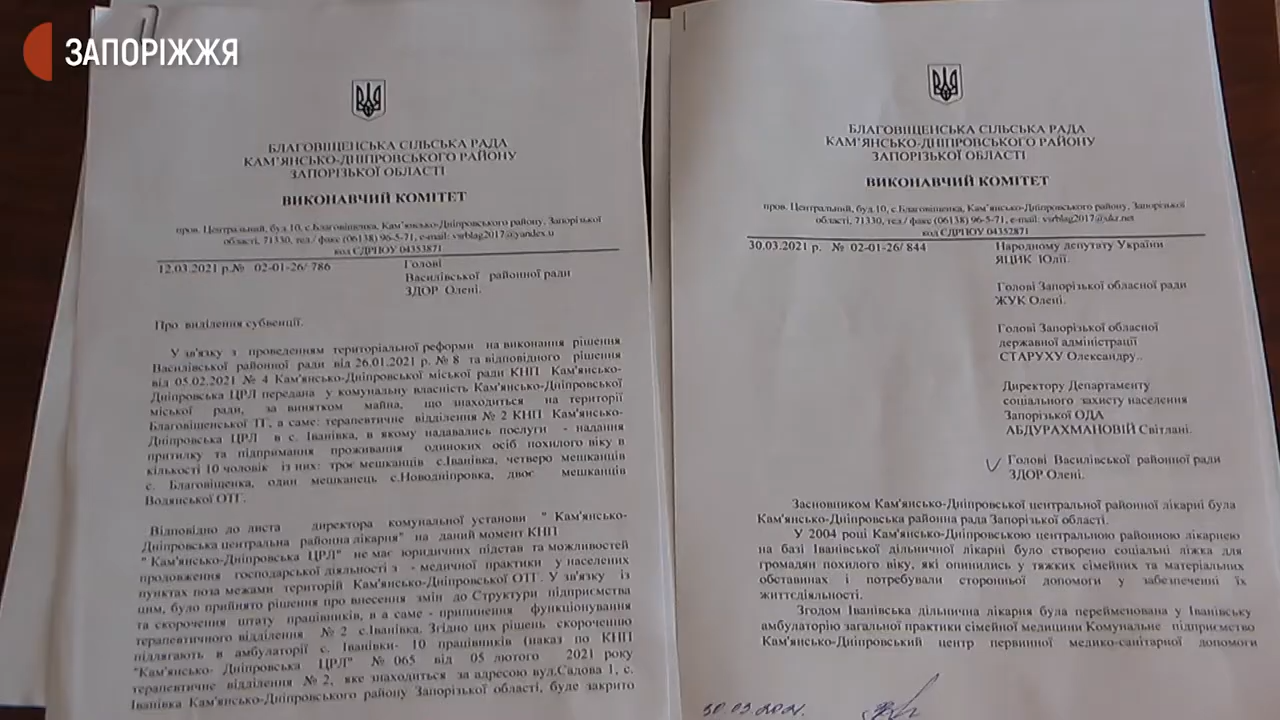 ЗАПОРІЖЖЯ
БЛАГОВІЩЕНСЬКА СІЛЬСЬКА РАДА
КАМ'ЯНСЬКО-ДНІПРОВСЬКОГО РАЙОНУ
ЗАПОРІЗЬКОЇ ОБЛАСТІ
ВИКОНАВЧИЙ КОМІТЕТ
пров. Центральний, буд 10, с.Благовіщенка, Кам'янсько-Дніпровського району, Запорізької
області, 71330, тел / факс (06138) 96-5-71, e-mail: vsrblag2017@yandex.u
код ЄДРПОУ 04353871
12.03.2021 р.№ 02-01-26/ 786
Голові
Василівської районної ради
ЗДОР Олені.
Про виділення субвенції.
У зв'язку з проведенням територіальної реформи на виконання рішення
Василівської районної ради від 26.01.2021 р. № 8 та відповідного рішення
від 05.02.2021 № 4 Кам'янсько-Дніпровської міської ради КНП Кам'янсько-
Дніпровська ЦРЛ передана у комунальну власність Кам'янсько-Дніпровської
міської ради, за винятком майна, що знаходиться на території
Благовіщенської ТГ, а саме: терапевтичне відділення № 2 КНП Кам'янсько-
Дніпровська ЦРЛ в с. Іванівка, в якому надавались послуги - надання
притилку та підпримання проживання одиноких осіб похилого віку в
кількості 10 чоловік із них: троє мешканців с.Іванівка, четверо мешканців
с. Благовіщенка, один мешканець с.Новодніпровка, двоє мешканців
Водянської ОТГ.
Відповідно до листа директора комунальної установи " Кам'янсько-
Дніпровська центральна районна лікарня" на даний момент КНП
" Кам'янсько-Дніпровська ЦРЛ" не має юридичних підстав та можливостей
продовження господарської діяльності з - медичної практики у населених
пунктах поза межами територій Кам'янсько-Дніпровської ОТГ. У зв'язку із
цим, було прийнято рішення про внесення змін до Структури підприємства
та скорочення штату працівників, а саме - припинення функціонування
терапевтичного відділення № 2 с.Іванівка. Згідно цих рішень скороченню
підлягають в амбулаторії с. Іванівки- 10 працівників (наказ по КНП
"Кам'янсько- Дніпровська ЦРЛ" № 065 від 05 лютого 2021 року
терапевтичне відділення № 2, яке знаходиться за адресою вул.Садова 1, с.
Іванівка Кам'янсько-Дніпровського району Запорізької області, буде закрито
БЛАГОВІЩЕНСЬКА СІЛЬСЬКА РАДА
КАМ'ЯНСЬКО-ДНІПРОВСЬКОГО РАЙОНУ
ЗАПОРІЗЬКОЇ ОБЛАСТІ
ВИКОНАВЧИЙ КОМІТЕТ
пров. Центральний, буд 10, с.Благовіщенка, Кам'янсько-Дніпровського району, Запорізької
області, 71330, тел / факс (06138) 96-5-71, e-mail: vsrblag2017@ukr.net
код ЄДРПОУ 04352871
30.03.2021 р. № 02-01-26/ 844
Народному депутату України
ЯЦИК Юлії.
Голові Запорізької обласної ради
ЖУК Олені.
Голові Запорізької обласної
державної адміністрації
СТАРУХУ Олександру..
Директору Департаменту
соціального захисту населення
Запорізької ОДА
АБДУРАХМАНОВІЙ Світлані.
Голові Василівської районної ради
ЗДОР Олені.
Засновником Кам'янсько-Дніпровської центральної районної лікарні була
Кам'янсько-Дніпровська районна рада Запорізької області.
У 2004 році Кам'янсько-Дніпровською центральною районною лікарнею
на базі Іванівської дільничної лікарні було створено соціальні ліжка для
громадян похилого віку, які опинились у тяжких сімейних та матеріальних
обставинах і потребували сторонньої допомоги у забезпеченні їх
життєдіяльності.
Згодом Іванівська дільнична лікарня була перейменована у Іванівську
амбулаторію загальної практики сімейної медицини Комунальне підприємство
Кам'янсько-Дніпровський центр первинної медико-санітарної допомоги
30.03.2021.